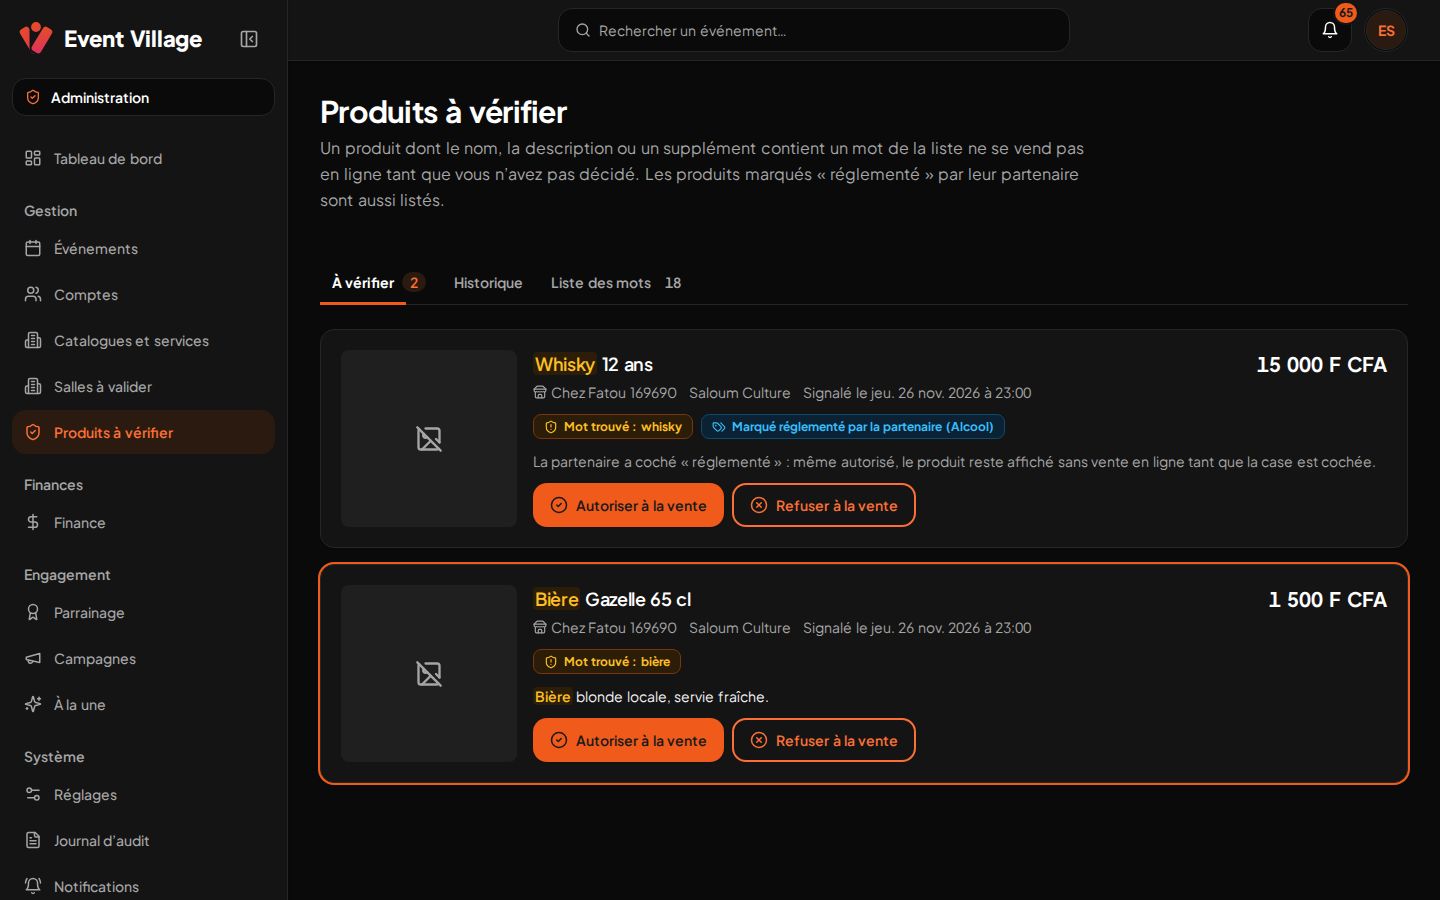 Event Village
Rechercher un événement…
65
ES
Administration
Tableau de bord
Gestion
Événements
Comptes
Catalogues et services
Salles à valider
Produits à vérifier
Finances
Finance
Engagement
Parrainage
Campagnes
À la une
Système
Réglages
Journal d’audit
Notifications
Produits à vérifier
Un produit dont le nom, la description ou un supplément contient un mot de la liste ne se vend pas
en ligne tant que vous n’avez pas décidé. Les produits marqués « réglementé » par leur partenaire
sont aussi listés.
À vérifier 2 Historique Liste des mots 18
Whisky 12 ans 15 000 F CFA
Chez Fatou 169690 Saloum Culture Signalé le jeu. 26 nov. 2026 à 23:00
Mot trouvé : whisky Marqué réglementé par la partenaire (Alcool)
La partenaire a coché « réglementé » : même autorisé, le produit reste affiché sans vente en ligne tant que la case est cochée.
Autoriser à la vente Refuser à la vente
Bière Gazelle 65 cl 1 500 F CFA
Chez Fatou 169690 Saloum Culture Signalé le jeu. 26 nov. 2026 à 23:00
Mot trouvé : bière
Bière blonde locale, servie fraîche.
Autoriser à la vente Refuser à la vente